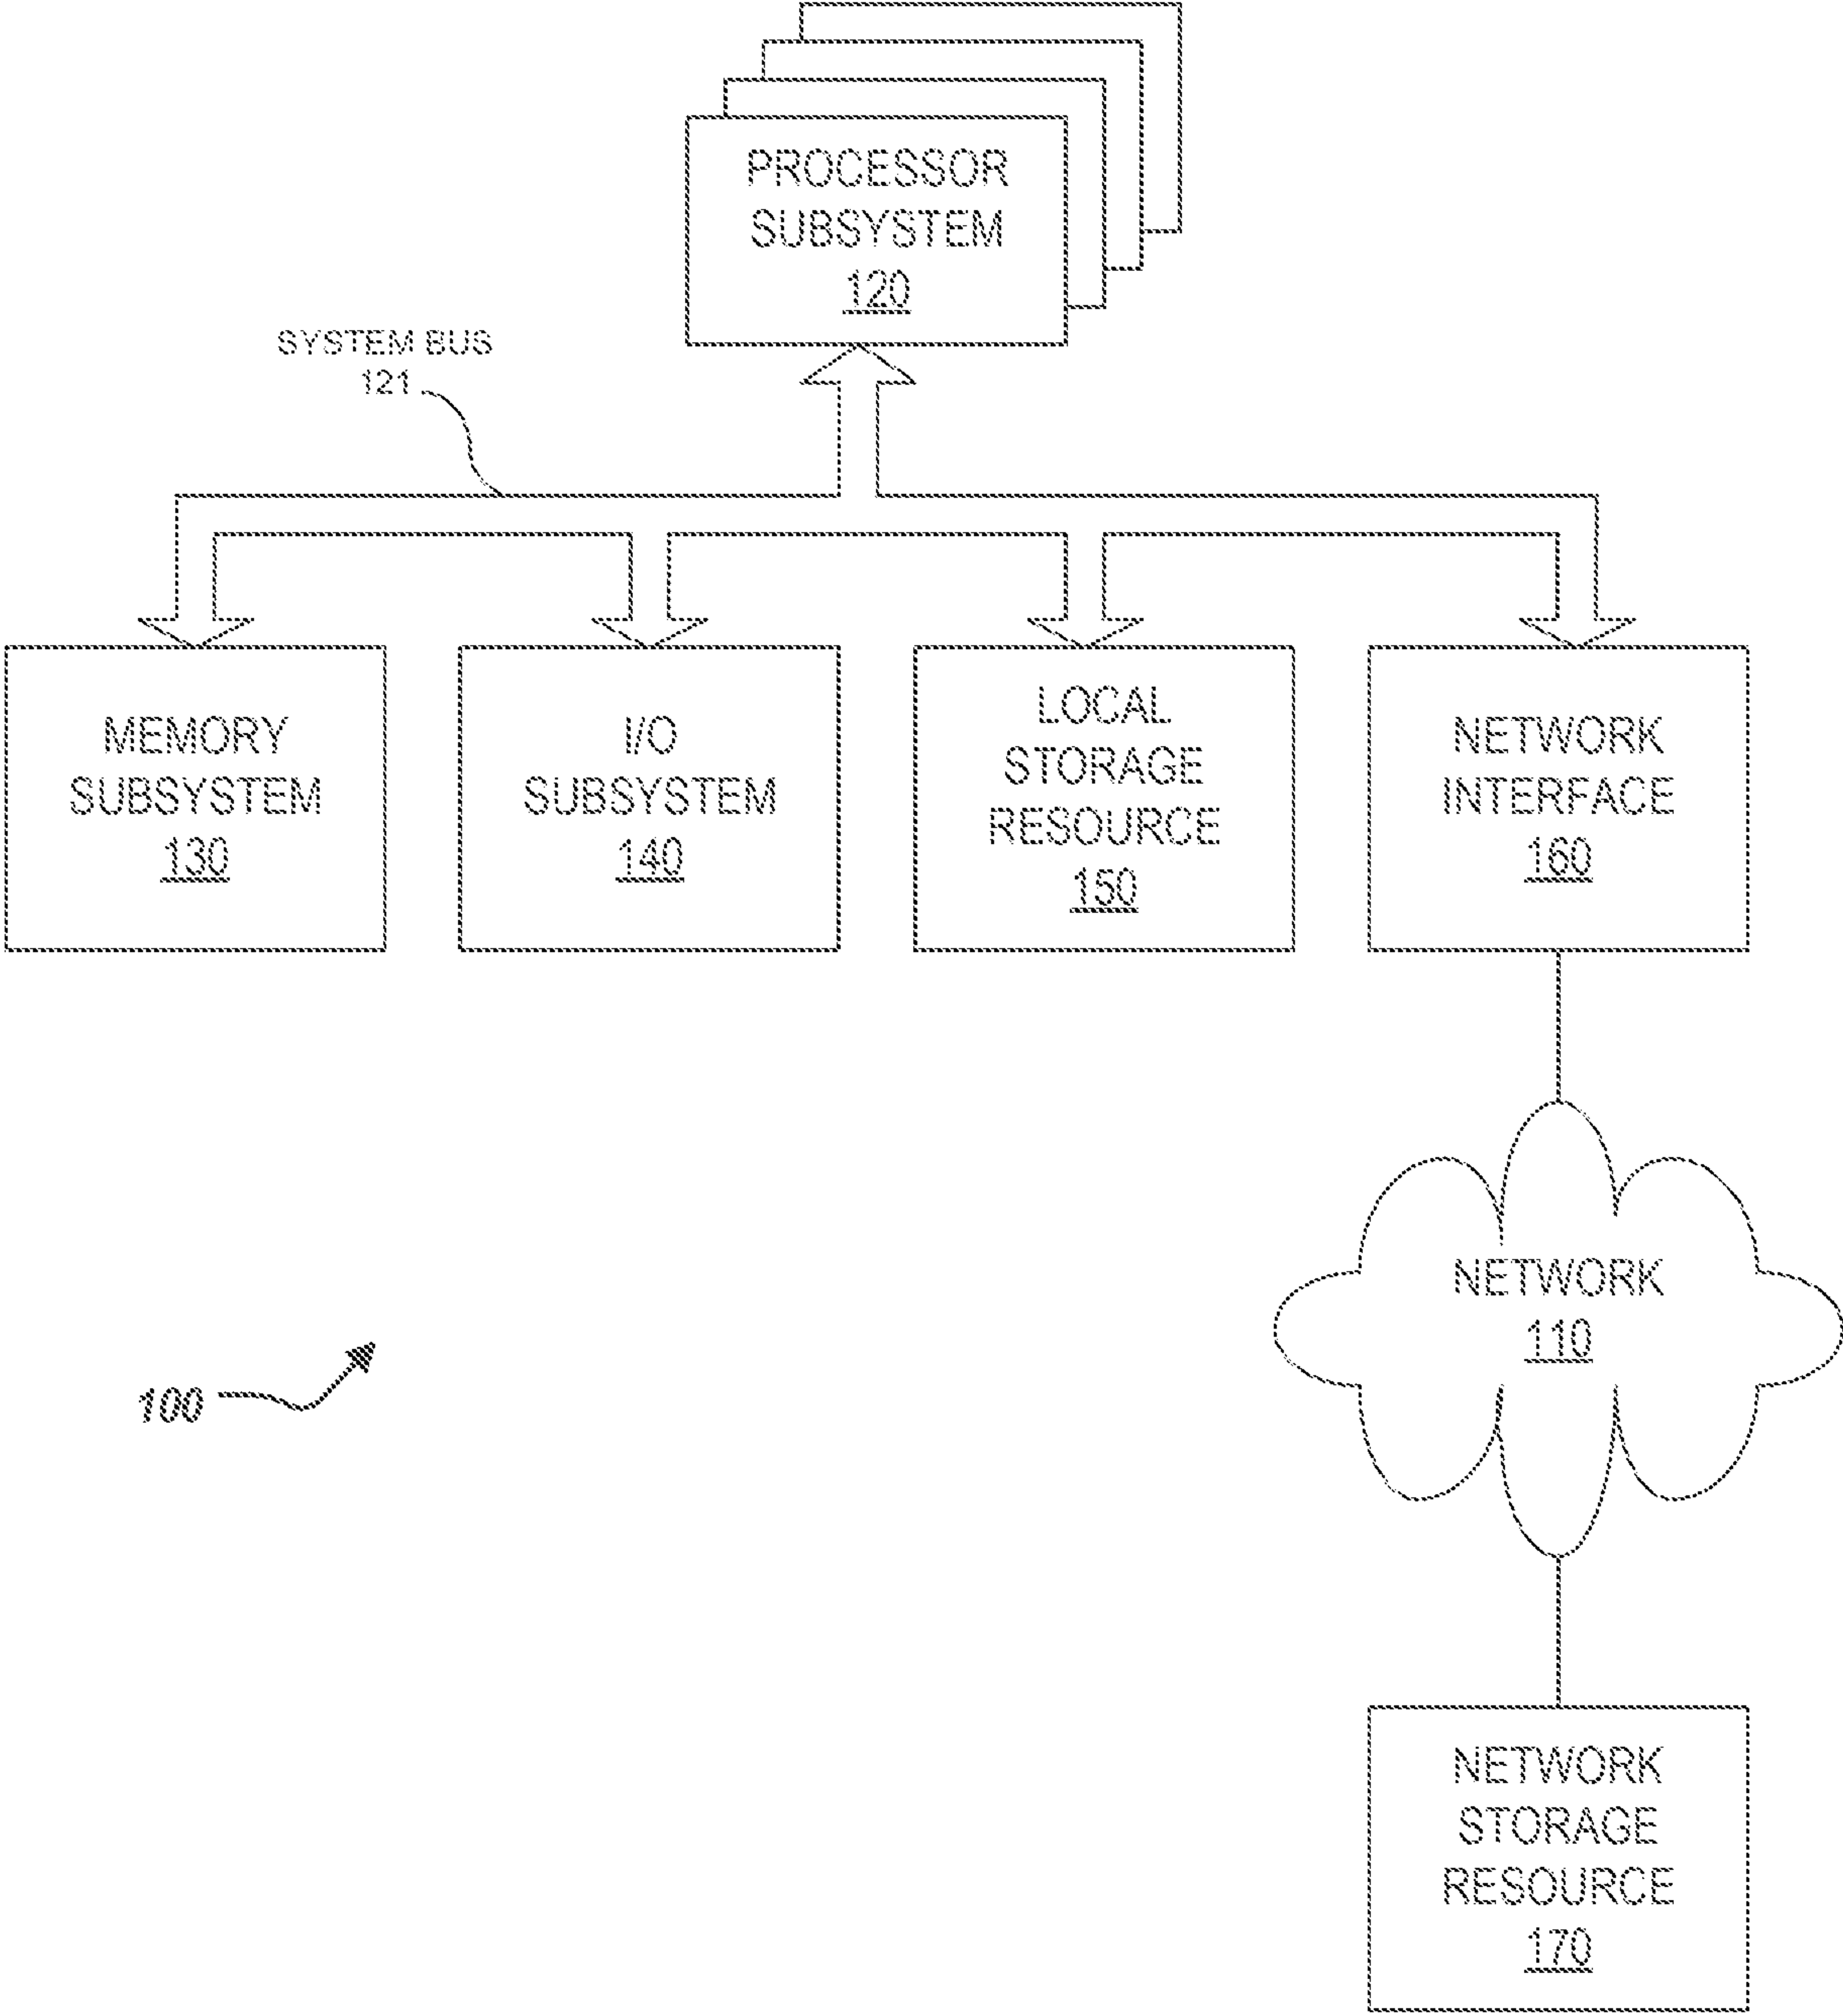 PROCESSOR
SUBSYSTEM
120
SYSTEM BUS
121
MEMORY
SUBSYSTEM
130
I/O
SUBSYSTEM
140
LOCAL
STORAGE
RESOURCE
150
NETWORK
INTERFACE
160
NETWORK
110
100
NETWORK
STORAGE
RESOURCE
170